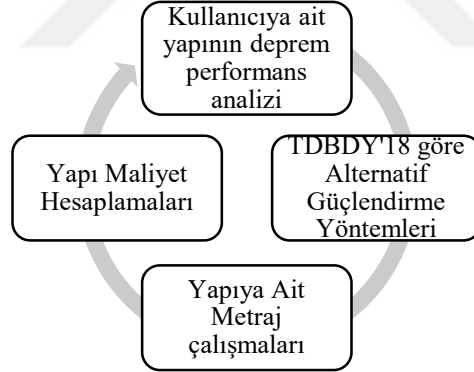 Kullanıcıya ait
yapının deprem
performans
analizi
TDBDY'18 göre
Alternatif
Güçlendirme
Yöntemleri
Yapıya Ait
Metraj
çalışmaları
Yapı Maliyet
Hesaplamaları